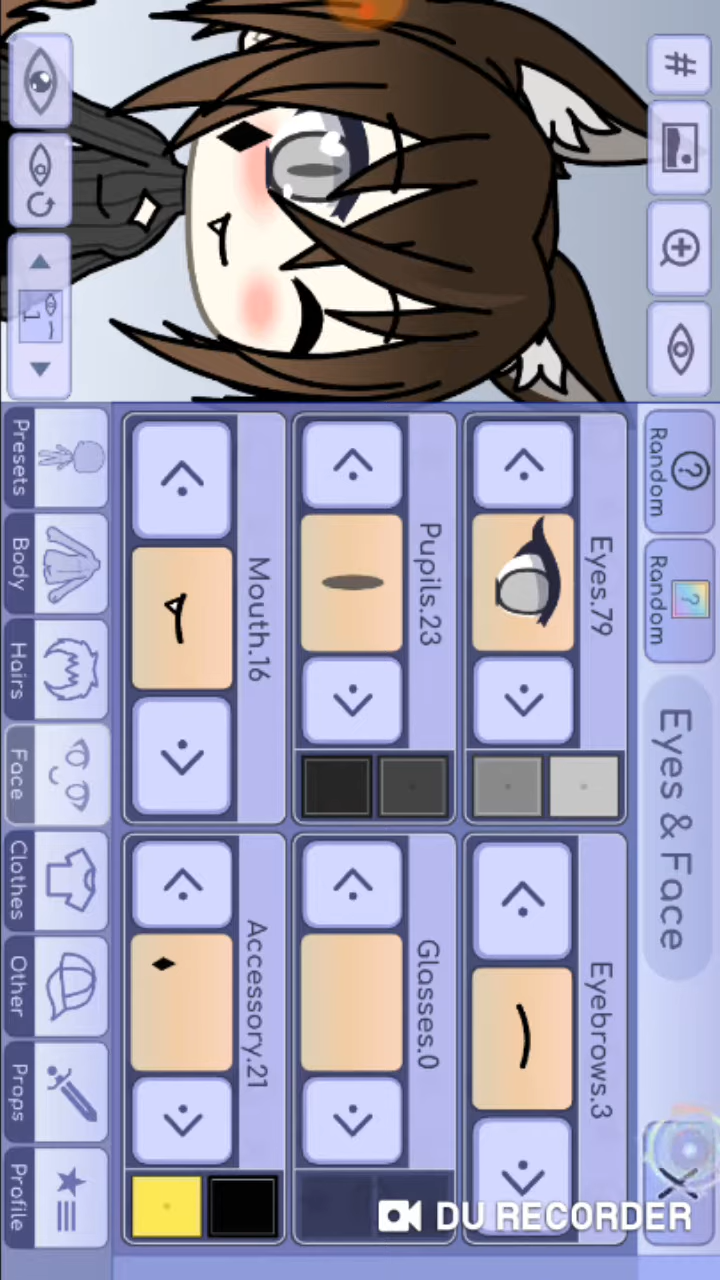 #
? Random
? Random
Eyes & Face
X
Eyes.79
Eyebrows.3
Pupils.23
Glasses.0
Mouth.16
Accessory.21
1
Presets
Body
Hairs
Face
Clothes
Other
Props
Profile
DU RECORDER